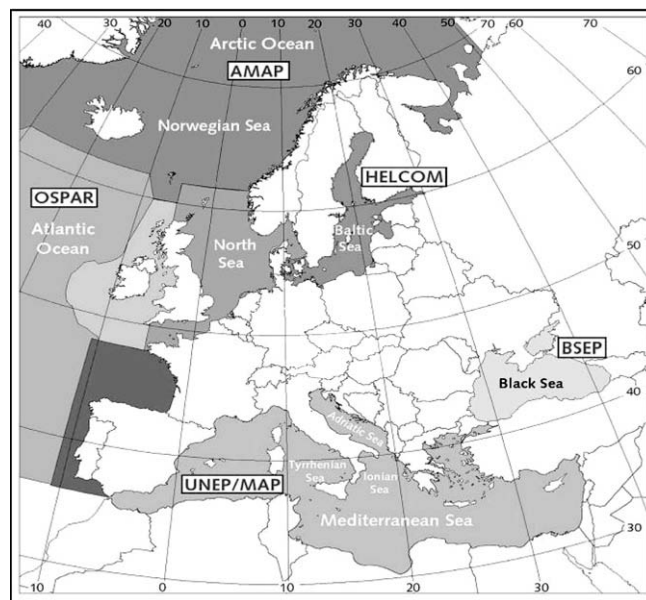 40 30 20 10 0 10 20 30 40 50 60 70 70
Arctic Ocean
AMAP
60
Norwegian Sea
HELCOM
OSPAR
Atlantic
Ocean
North
Sea
Baltic
Sea
50
BSEP
Black Sea
40
Adriatic Sea
Tyrrhenian
Sea
Ionian
Sea
UNEP/MAP
Mediterranean Sea
30
10 0 10 20 30